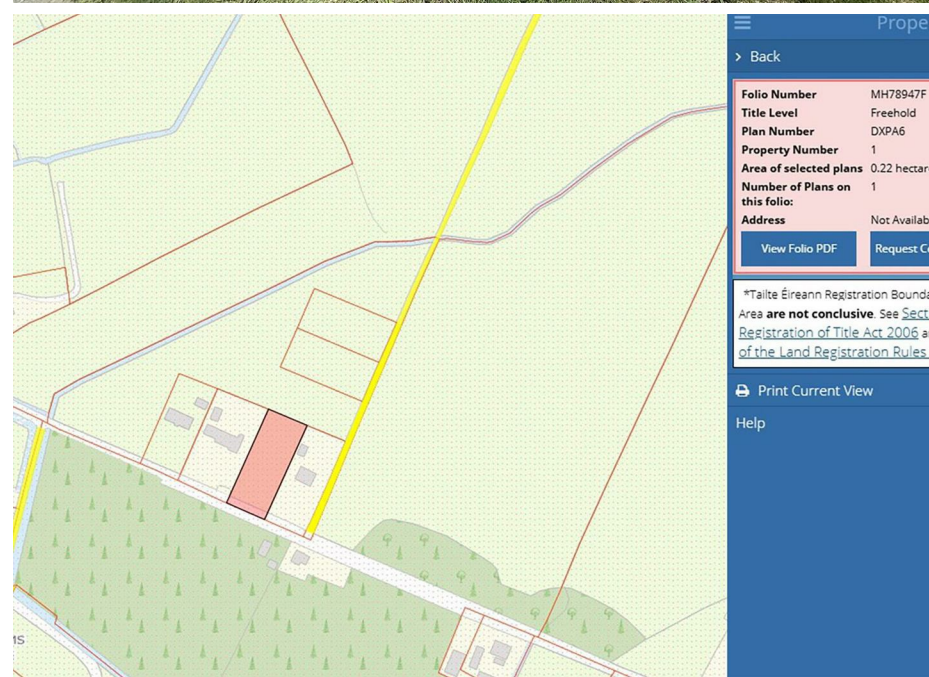 Prope
> Back
Folio Number MH78947F
Title Level Freehold
Plan Number DXPA6
Property Number 1
Area of selected plans 0.22 hectar
Number of Plans on 1
this folio:
Address Not Availab
View Folio PDF Request C
*Tailte Éireann Registration Bounda
Area are not conclusive. See Sect
Registration of Title Act 2006 a
of the Land Registration Rules
Print Current View
Help
MS